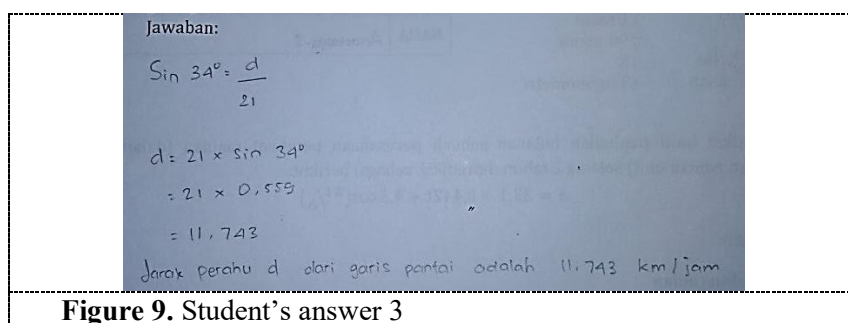 Jawaban:
Sin 34° = d
21
d = 21 x sin 34°
= 21 x 0,559
= 11,743
Jarak perahu d dari garis pantai adalah 11.743 km/jam
Figure 9. Student's answer 3